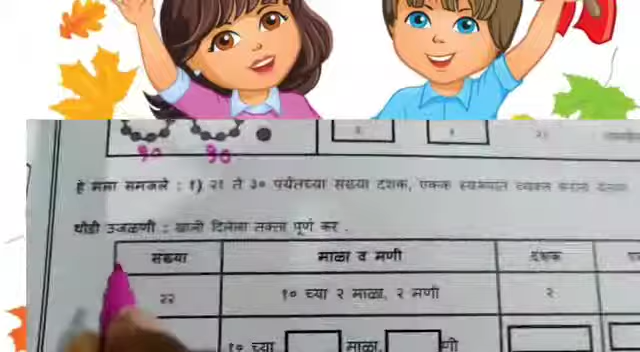 १० १०
हे मला समजले : १) २१ ते ३० पर्यंतच्या संख्या दशक, एकक स्वरूपात व्यक्त करता
थोडी उजळणी : खाली दिलेला तक्ता पूर्ण कर .
संख्या माळा व मणी दशक
२२ १० च्या २ माळा, २ मणी २
१० च्या माळा, णी